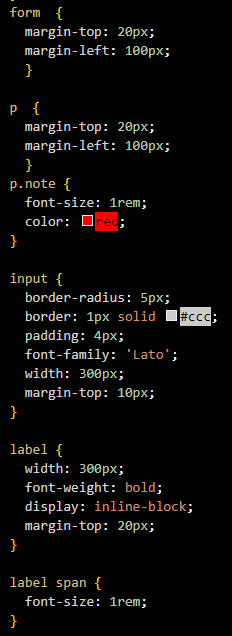 form  {
  margin-top: 20px;
  margin-left: 100px;
  }

p  {
  margin-top: 20px;
  margin-left: 100px;
  }
p.note {
  font-size: 1rem;
  color: red;
}

input {
  border-radius: 5px;
  border: 1px solid #ccc;
  padding: 4px;
  font-family: 'Lato';
  width: 300px;
  margin-top: 10px;
}

label {
  width: 300px;
  font-weight: bold;
  display: inline-block;
  margin-top: 20px;
}

label span {
  font-size: 1rem;
}